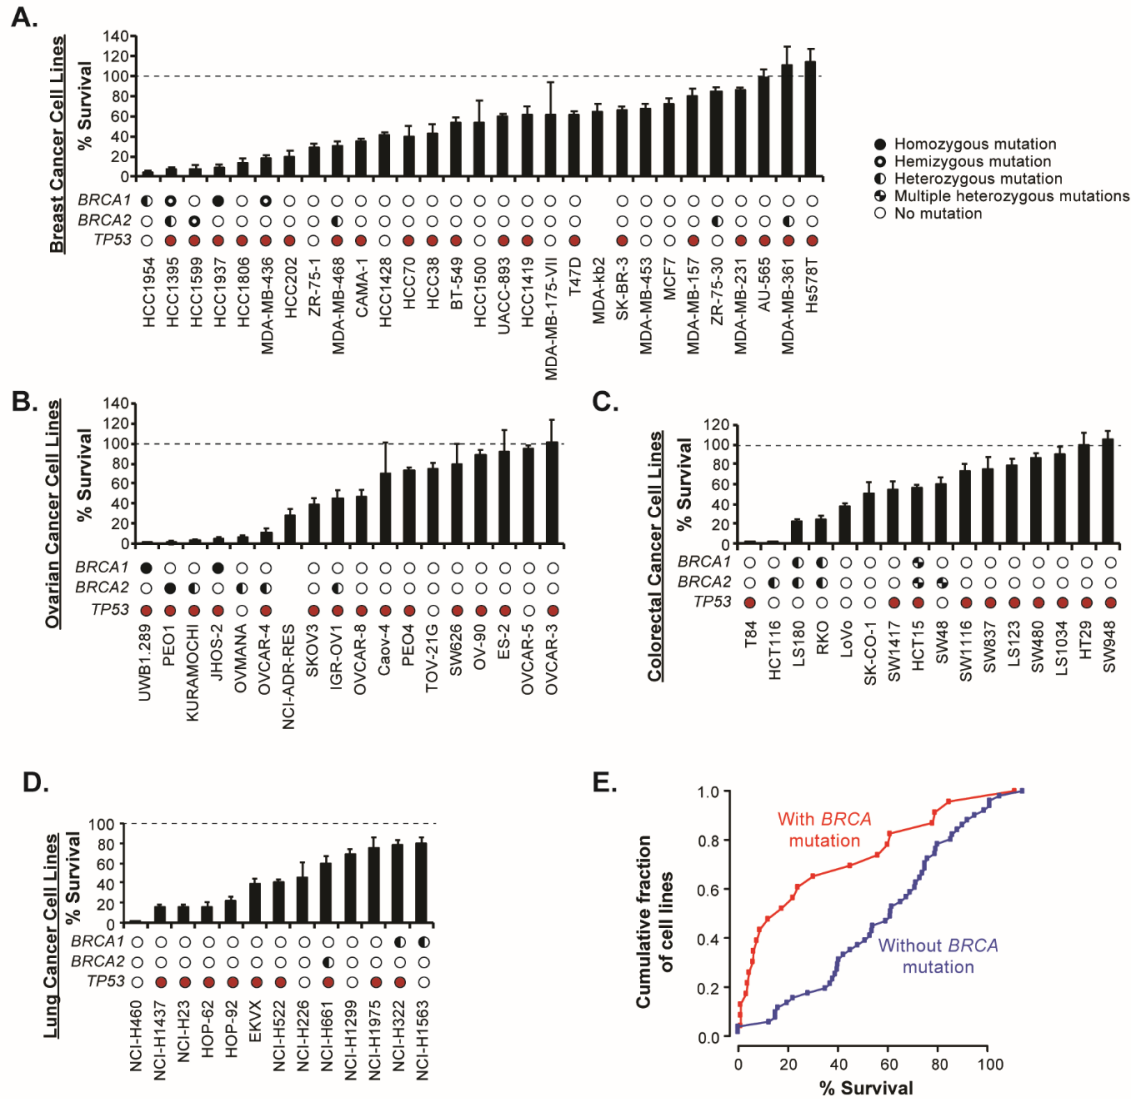 A.
Breast Cancer Cell Lines
% Survival
140
120
100
80
60
40
20
0
BRCA1
BRCA2
TP53
HCC1954
HCC1395
HCC1599
HCC1937
HCC1806
MDA-MB-436
HCC202
ZR-75-1
MDA-MB-468
CAMA-1
HCC1428
HCC70
HCC38
BT-549
HCC1500
UACC-893
HCC1419
MDA-MB-175-VII
T47D
MDA-kb2
SK-BR-3
MDA-MB-453
MCF7
MDA-MB-157
ZR-75-30
MDA-MB-231
AU-565
MDA-MB-361
Hs578T
Homozygous mutation
Hemizygous mutation
Heterozygous mutation
Multiple heterozygous mutations
No mutation
B.
Ovarian Cancer Cell Lines
% Survival
140
120
100
80
60
40
20
0
BRCA1
BRCA2
TP53
UWB1.289
PEO1
KURAMOCHI
JHOS-2
OVMANA
OVCAR-4
NCI-ADR-RES
SKOV3
IGR-OV1
OVCAR-8
Caov-4
PEO4
TOV-21G
SW626
OV-90
ES-2
OVCAR-5
OVCAR-3
C.
Colorectal Cancer Cell Lines
% Survival
120
100
80
60
40
20
0
BRCA1
BRCA2
TP53
T84
HCT116
LS180
RKO
LoVo
SK-CO-1
SW1417
HCT15
SW48
SW1116
SW837
LS123
SW480
LS1034
HT29
SW948
D.
Lung Cancer Cell Lines
% Survival
100
80
60
40
20
0
BRCA1
BRCA2
TP53
NCI-H460
NCI-H1437
NCI-H23
HOP-62
HOP-92
EKVX
NCI-H522
NCI-H226
NCI-H661
NCI-H1299
NCI-H1975
NCI-H322
NCI-H1563
E.
Cumulative fraction
of cell lines
1.0
0.8
0.6
0.4
0.2
0.0
With BRCA
mutation
Without BRCA
mutation
0
20
40
60
80
100
% Survival